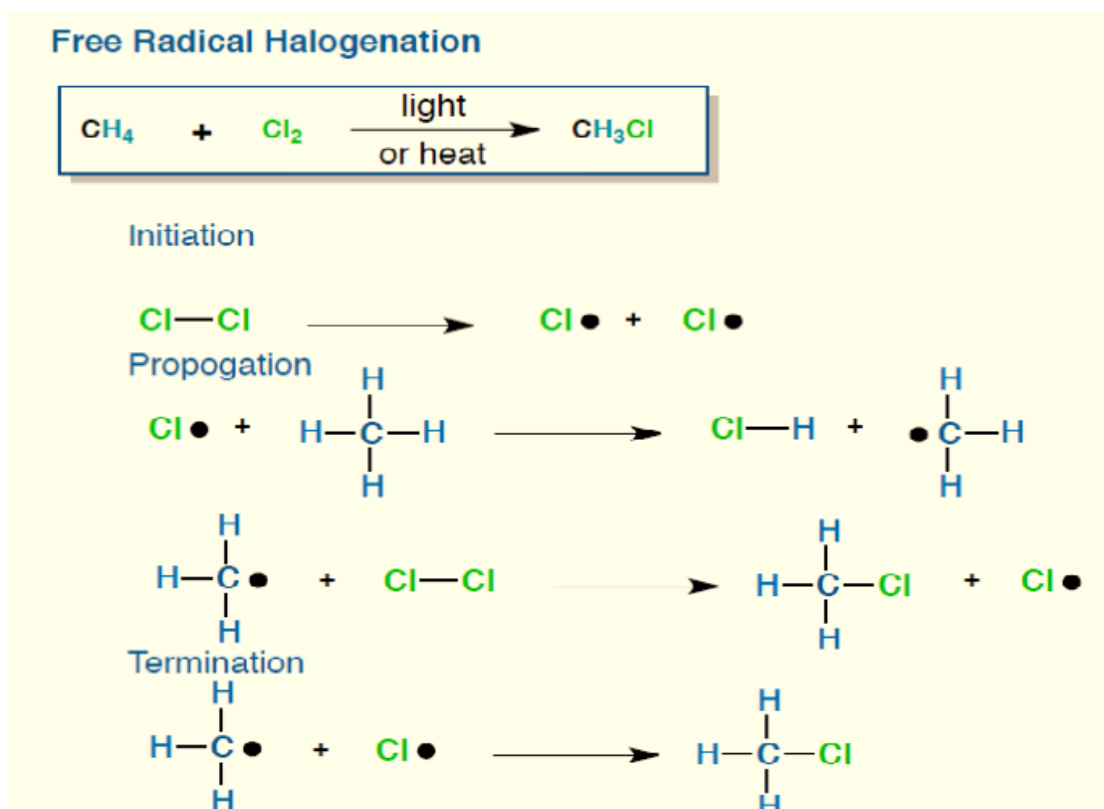 Free Radical Halogenation
light
CH₄ + Cl₂ CH₃Cl
or heat
Initiation
Cl—Cl Cl● + Cl●
Propogation
H H
Cl● + H—C—H Cl—H + ●C—H
H H
H H
H—C● + Cl—Cl H—C—Cl + Cl●
H H
Termination
H H
H—C● + Cl● H—C—Cl
H H